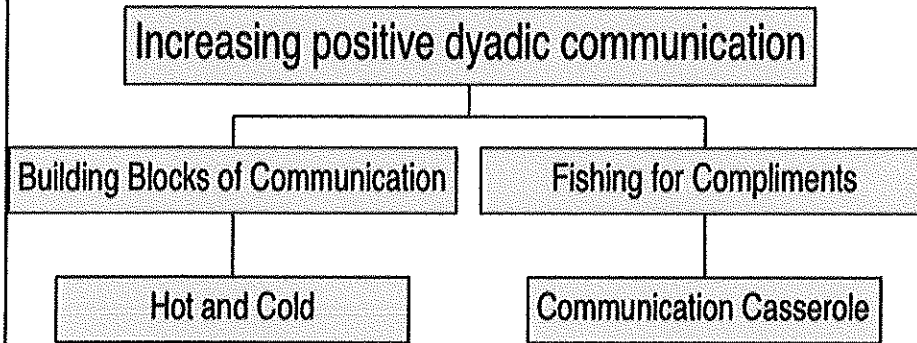 Increasing positive dyadic communication
Building Blocks of Communication
Fishing for Compliments
Hot and Cold
Communication Casserole